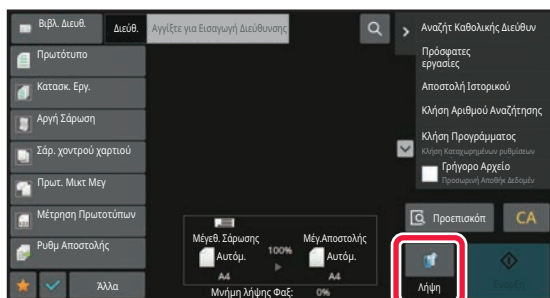 Βιβλ. Διευθ.
Διεύθ.
Αγγίξτε για Εισαγωγή Διεύθυνσης
Πρωτότυπο
Κατασκ. Εργ.
Αργή Σάρωση
Σάρ. χοντρού χαρτιού
Πρωτ. Μικτ Μεγ
Μέτρηση Πρωτοτύπων
Ρυθμ Αποστολής
Άλλα
Μέγεθ. Σάρωσης
Αυτόμ.
A4
100%
Μέγ.Αποστολής
Αυτόμ.
A4
Μνήμη λήψης Φαξ: 0%
Αναζήτ Καθολικής Διεύθυν
Πρόσφατες
εργασίες
Αποστολή Ιστορικού
Κλήση Αριθμού Αναζήτησης
Κλήση Προγράμματος
Κλήση Καταχωρημένων ρυθμίσεων
Γρήγορο Αρχείο
Προσωρινή Αποθήκ Δεδομέν
Προεπισκόπ
CA
Λήψη
Έναρξη